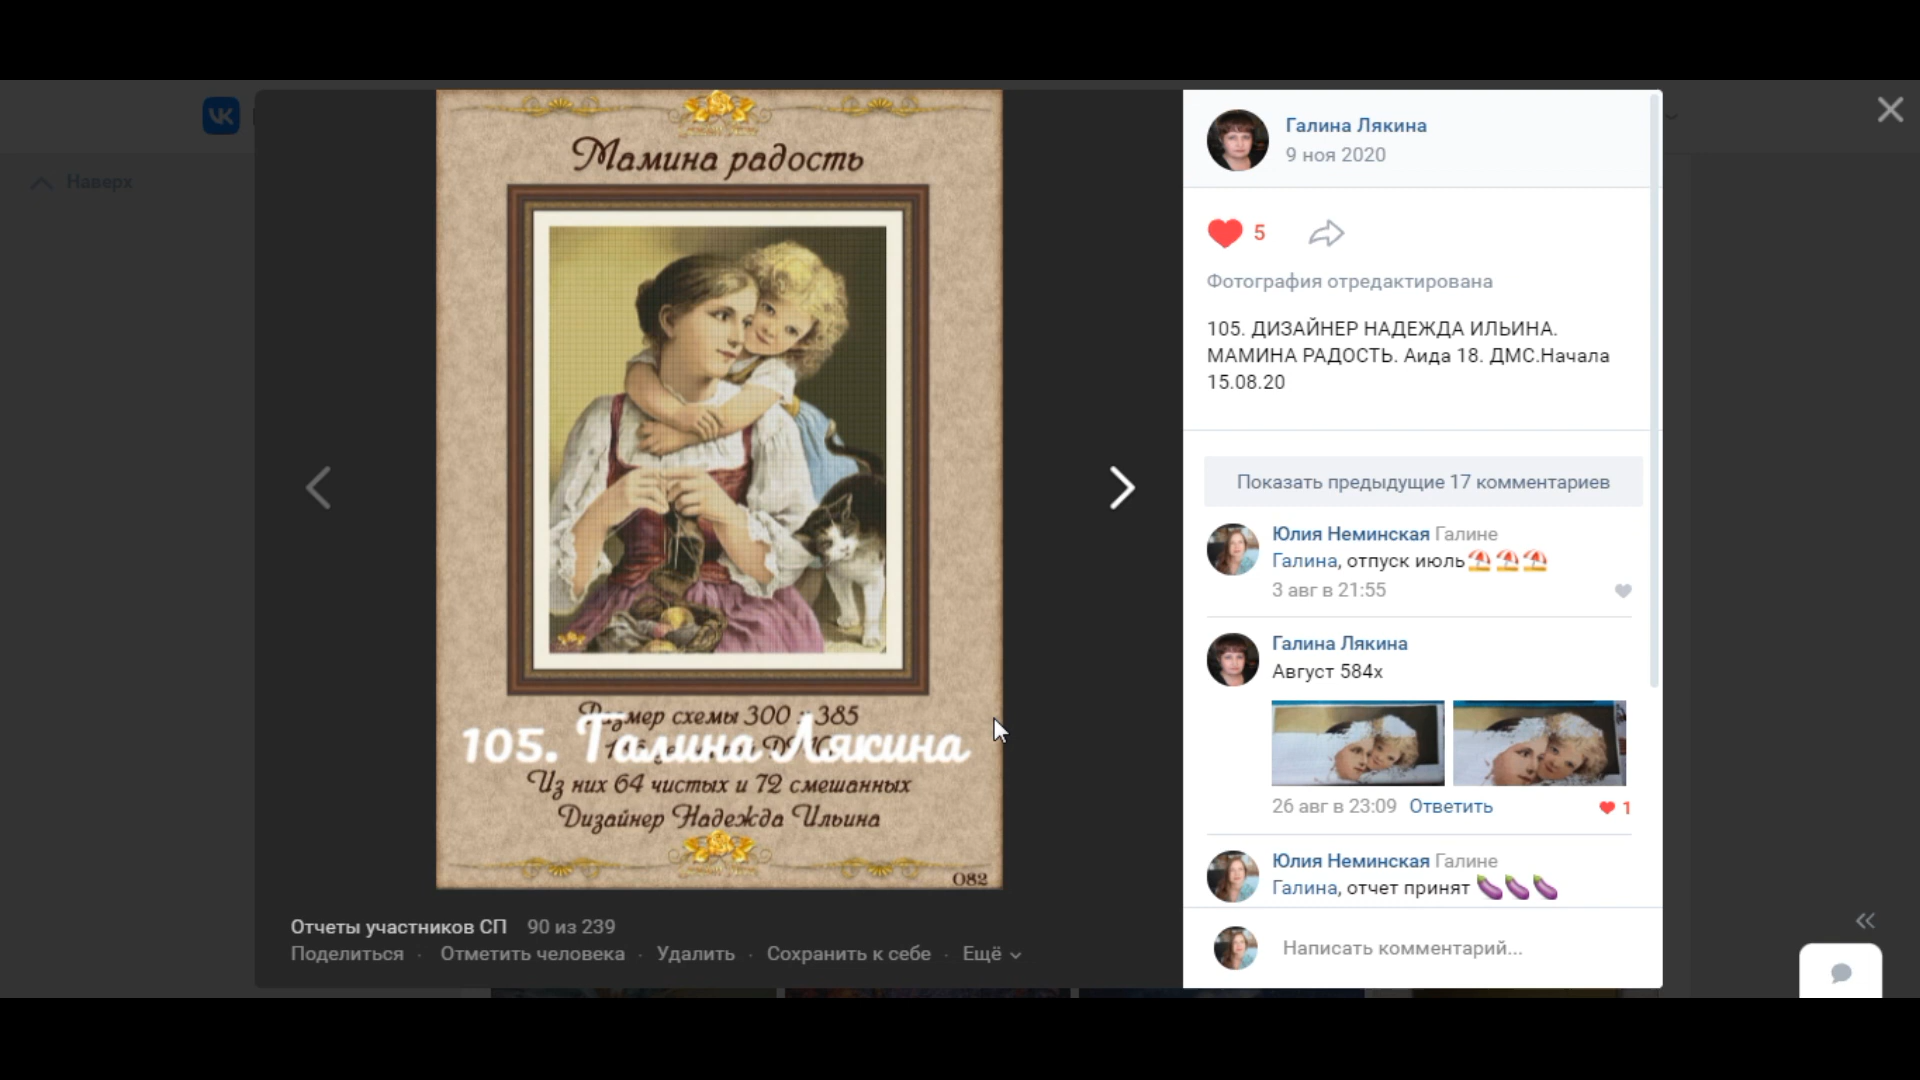 Наверх
Мамина радость
Размер схемы 300 x 385
105. Галина Лякина
Из них 64 чистых и 72 смешанных
Дизайнер Надежда Ильина
082
Отчеты участников СП 90 из 239
Поделиться · Отметить человека · Удалить · Сохранить к себе · Ещё
Галина Лякина
9 ноя 2020
5
Фотография отредактирована
105. ДИЗАЙНЕР НАДЕЖДА ИЛЬИНА.
МАМИНА РАДОСТЬ. Аида 18. ДМС.Начала
15.08.20
Показать предыдущие 17 комментариев
Юлия Неминская Галине
Галина, отпуск июль⛱⛱⛱
3 авг в 21:55
Галина Лякина
Август 584х
26 авг в 23:09 Ответить 1
Юлия Неминская Галине
Галина, отчет принят 🍆🍆🍆
Написать комментарий...